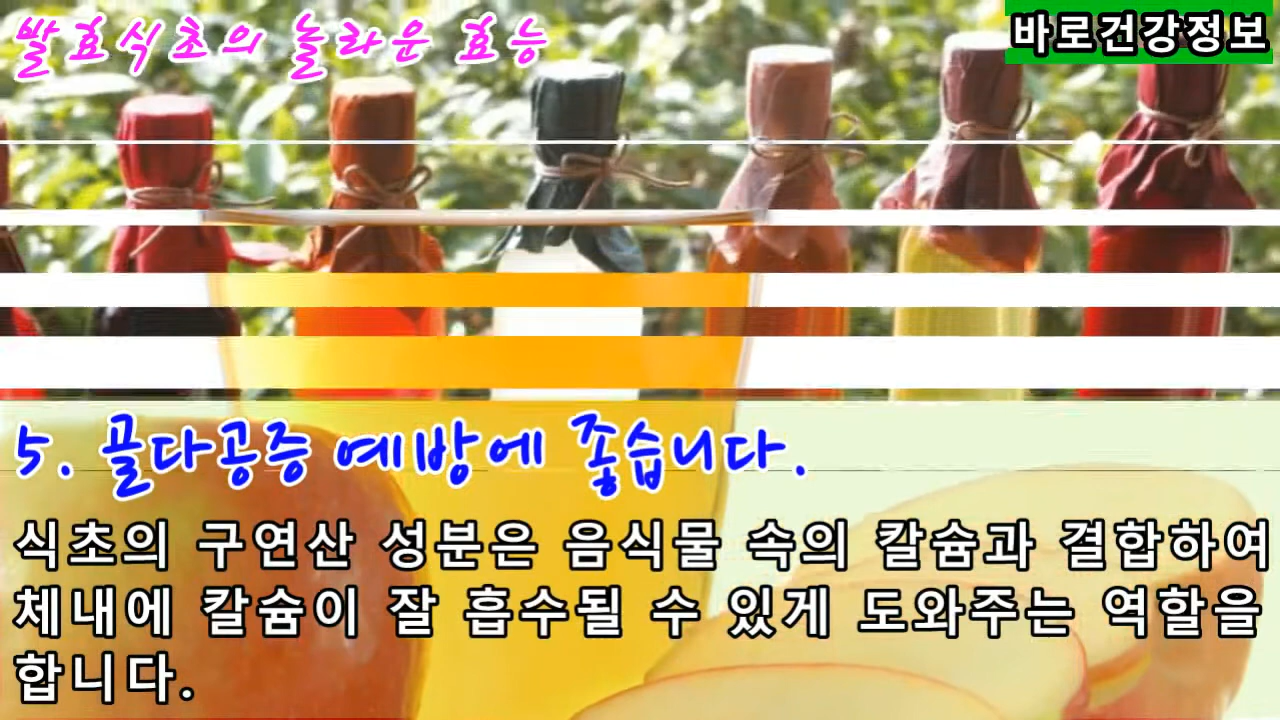 발효식초의 놀라운 효능
바로건강정보
5. 골다공증 예방에 좋습니다.
식초의 구연산 성분은 음식물 속의 칼슘과 결합하여
체내에 칼슘이 잘 흡수될 수 있게 도와주는 역할을
합니다.